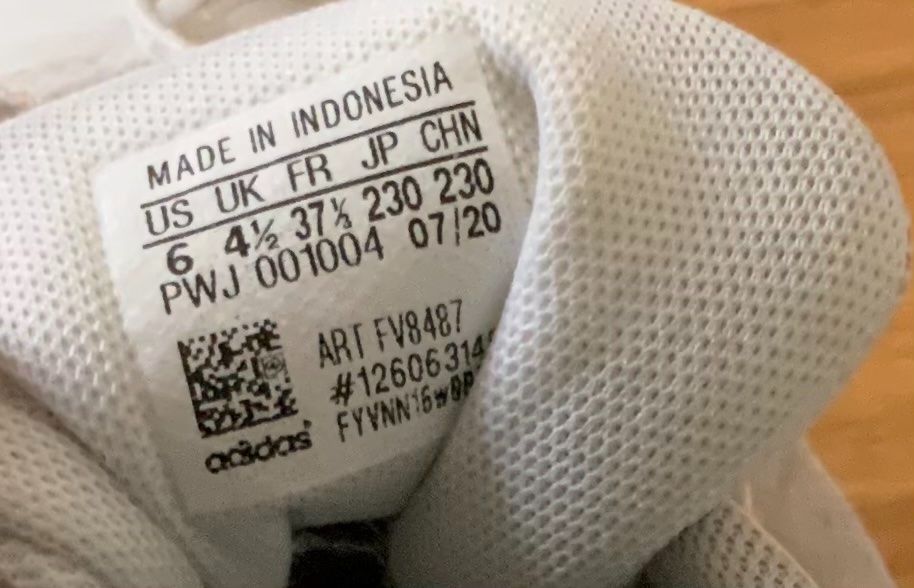 MADE IN INDONESIA
US UK FR JP CHN
6 4½ 37⅓ 230 230
PWJ 001004 07/20
ART FV8487
adidas